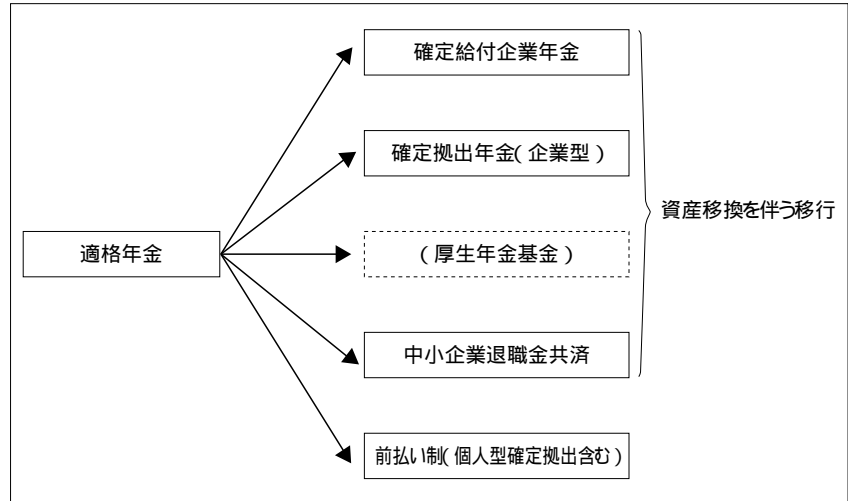 確定給付企業年金
確定拠出年金(企業型)
資産移換を伴う移行
適格年金
(厚生年金基金)
中小企業退職金共済
前払い制(個人型確定拠出含む)